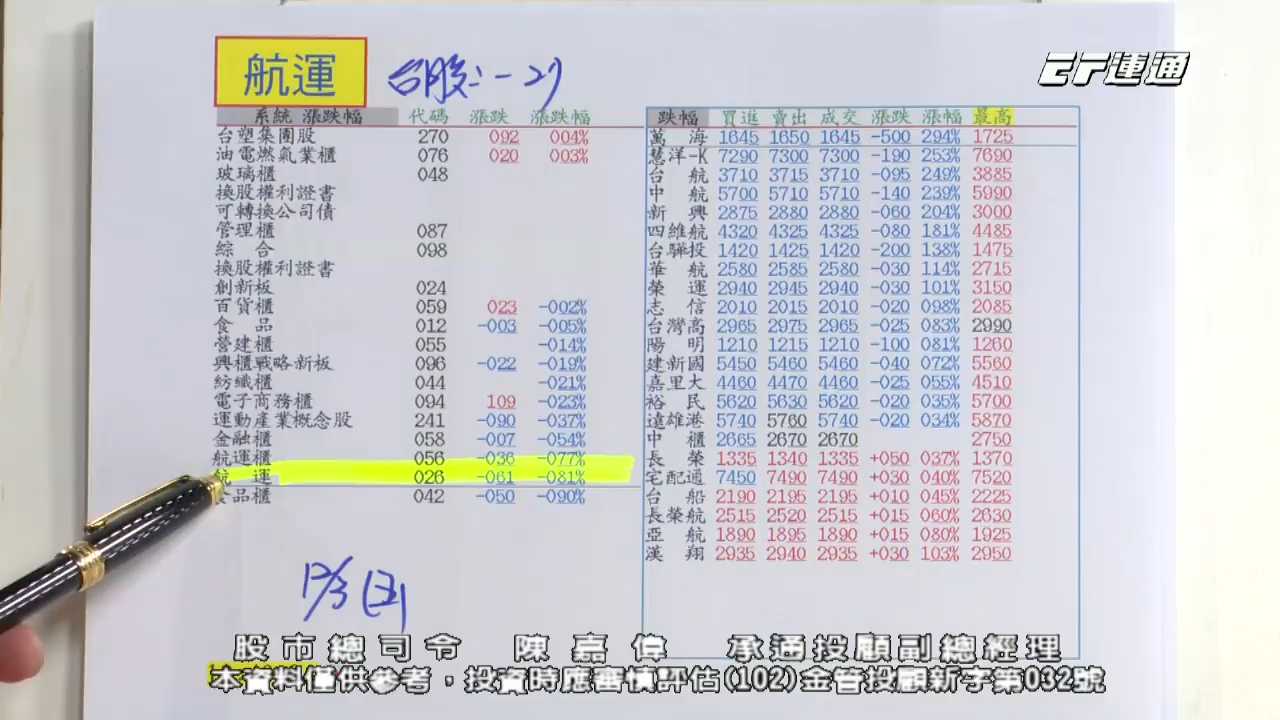 航運 台股:-27
ET運通
系統 漲跌幅 代碼 漲跌 漲跌幅
台塑集團股 270 092 004%
油電燃氣業櫃 076 020 003%
玻璃櫃 048
換股權利證書
可轉換公司債
管理櫃 087
綜合 098
換股權利證書
創新板 024
百貨櫃 059 023 -002%
食品 012 -003 -005%
營建櫃 055 -014%
興櫃戰略新板 096 -022 -019%
紡纖櫃 044 -021%
電子商務櫃 094 109 -023%
運動產業概念股 241 -090 -037%
金融櫃 058 -007 -054%
航運櫃 056 -036 -077%
航運 026 -061 -081%
食品櫃 042 -050 -090%
跌幅 買進 賣出 成交 漲跌 漲幅 最高
萬海 1645 1650 1645 -500 294% 1725
慧洋-K 7290 7300 7300 -190 253% 7690
台航 3710 3715 3710 -095 249% 3885
中航 5700 5710 5710 -140 239% 5990
新興 2875 2880 2880 -060 204% 3000
四維航 4320 4325 4325 -080 181% 4485
台驊投 1420 1425 1420 -200 138% 1475
華航 2580 2585 2580 -030 114% 2715
榮運 2940 2945 2940 -030 101% 3150
志信 2010 2015 2010 -020 098% 2085
台灣高 2965 2975 2965 -025 083% 2990
陽明 1210 1215 1210 -100 081% 1260
建新國 5450 5460 5460 -040 072% 5560
嘉里大 4460 4470 4460 -025 055% 4510
裕民 5620 5630 5620 -020 035% 5700
遠雄港 5740 5760 5740 -020 034% 5870
中櫃 2665 2670 2670 2750
長榮 1335 1340 1335 +050 037% 1370
宅配通 7450 7490 7490 +030 040% 7520
台船 2190 2195 2195 +010 045% 2225
長榮航 2515 2520 2515 +015 060% 2630
亞航 1890 1895 1890 +015 080% 1925
漢翔 2935 2940 2935 +030 103% 2950
12/3(五)
股市總司令 陳嘉偉 承通投顧副總經理
本資料僅供參考,投資時應審慎評估(102)金管投顧新字第032號